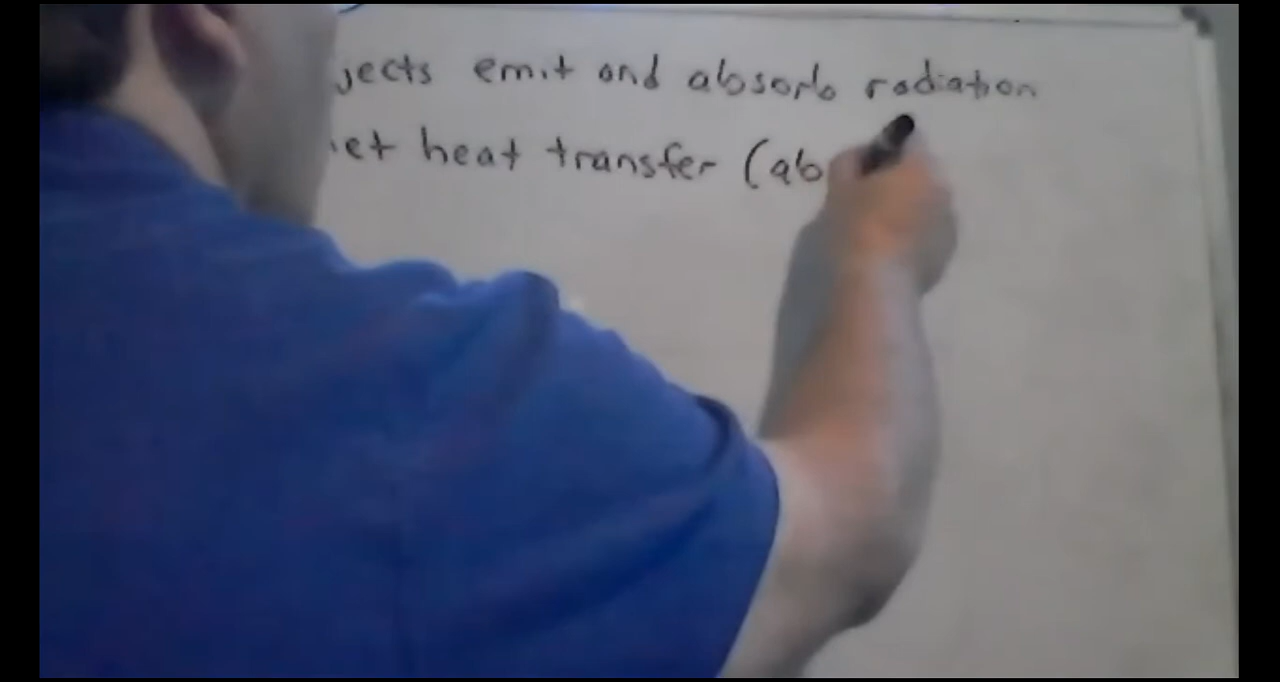 jects emit and absorb radiation
et heat transfer (ab